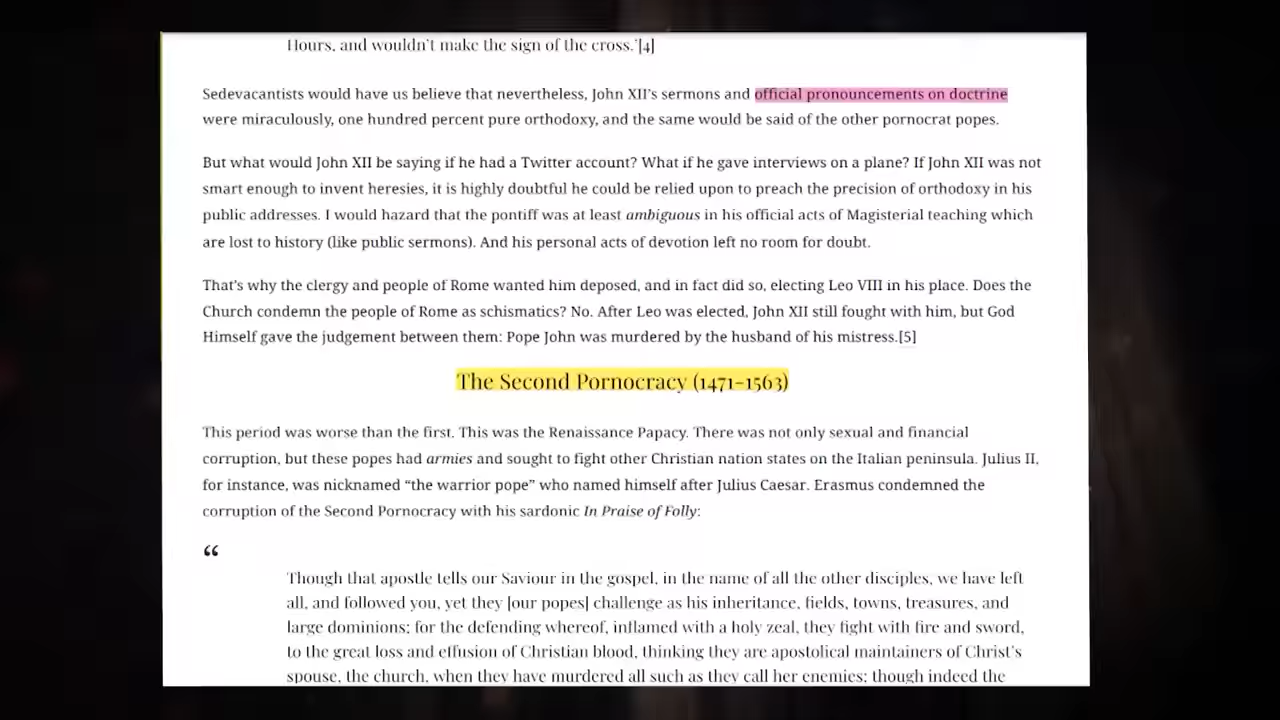 Hours, and wouldn't make the sign of the cross.'[4]
Sedevacantists would have us believe that nevertheless, John XII's sermons and official pronouncements on doctrine
were miraculously, one hundred percent pure orthodoxy, and the same would be said of the other pornocrat popes.
But what would John XII be saying if he had a Twitter account? What if he gave interviews on a plane? If John XII was not
smart enough to invent heresies, it is highly doubtful he could be relied upon to preach the precision of orthodoxy in his
public addresses. I would hazard that the pontiff was at least ambiguous in his official acts of Magisterial teaching which
are lost to history (like public sermons). And his personal acts of devotion left no room for doubt.
That's why the clergy and people of Rome wanted him deposed, and in fact did so, electing Leo VIII in his place. Does the
Church condemn the people of Rome as schismatics? No. After Leo was elected, John XII still fought with him, but God
Himself gave the judgement between them: Pope John was murdered by the husband of his mistress.[5]
The Second Pornocracy (1471-1563)
This period was worse than the first. This was the Renaissance Papacy. There was not only sexual and financial
corruption, but these popes had armies and sought to fight other Christian nation states on the Italian peninsula. Julius II,
for instance, was nicknamed "the warrior pope" who named himself after Julius Caesar. Erasmus condemned the
corruption of the Second Pornocracy with his sardonic In Praise of Folly:
“
Though that apostle tells our Saviour in the gospel, in the name of all the other disciples, we have left
all, and followed you, yet they [our popes] challenge as his inheritance, fields, towns, treasures, and
large dominions; for the defending whereof, inflamed with a holy zeal, they fight with fire and sword,
to the great loss and effusion of Christian blood, thinking they are apostolical maintainers of Christ's
spouse, the church, when they have murdered all such as they call her enemies; though indeed the